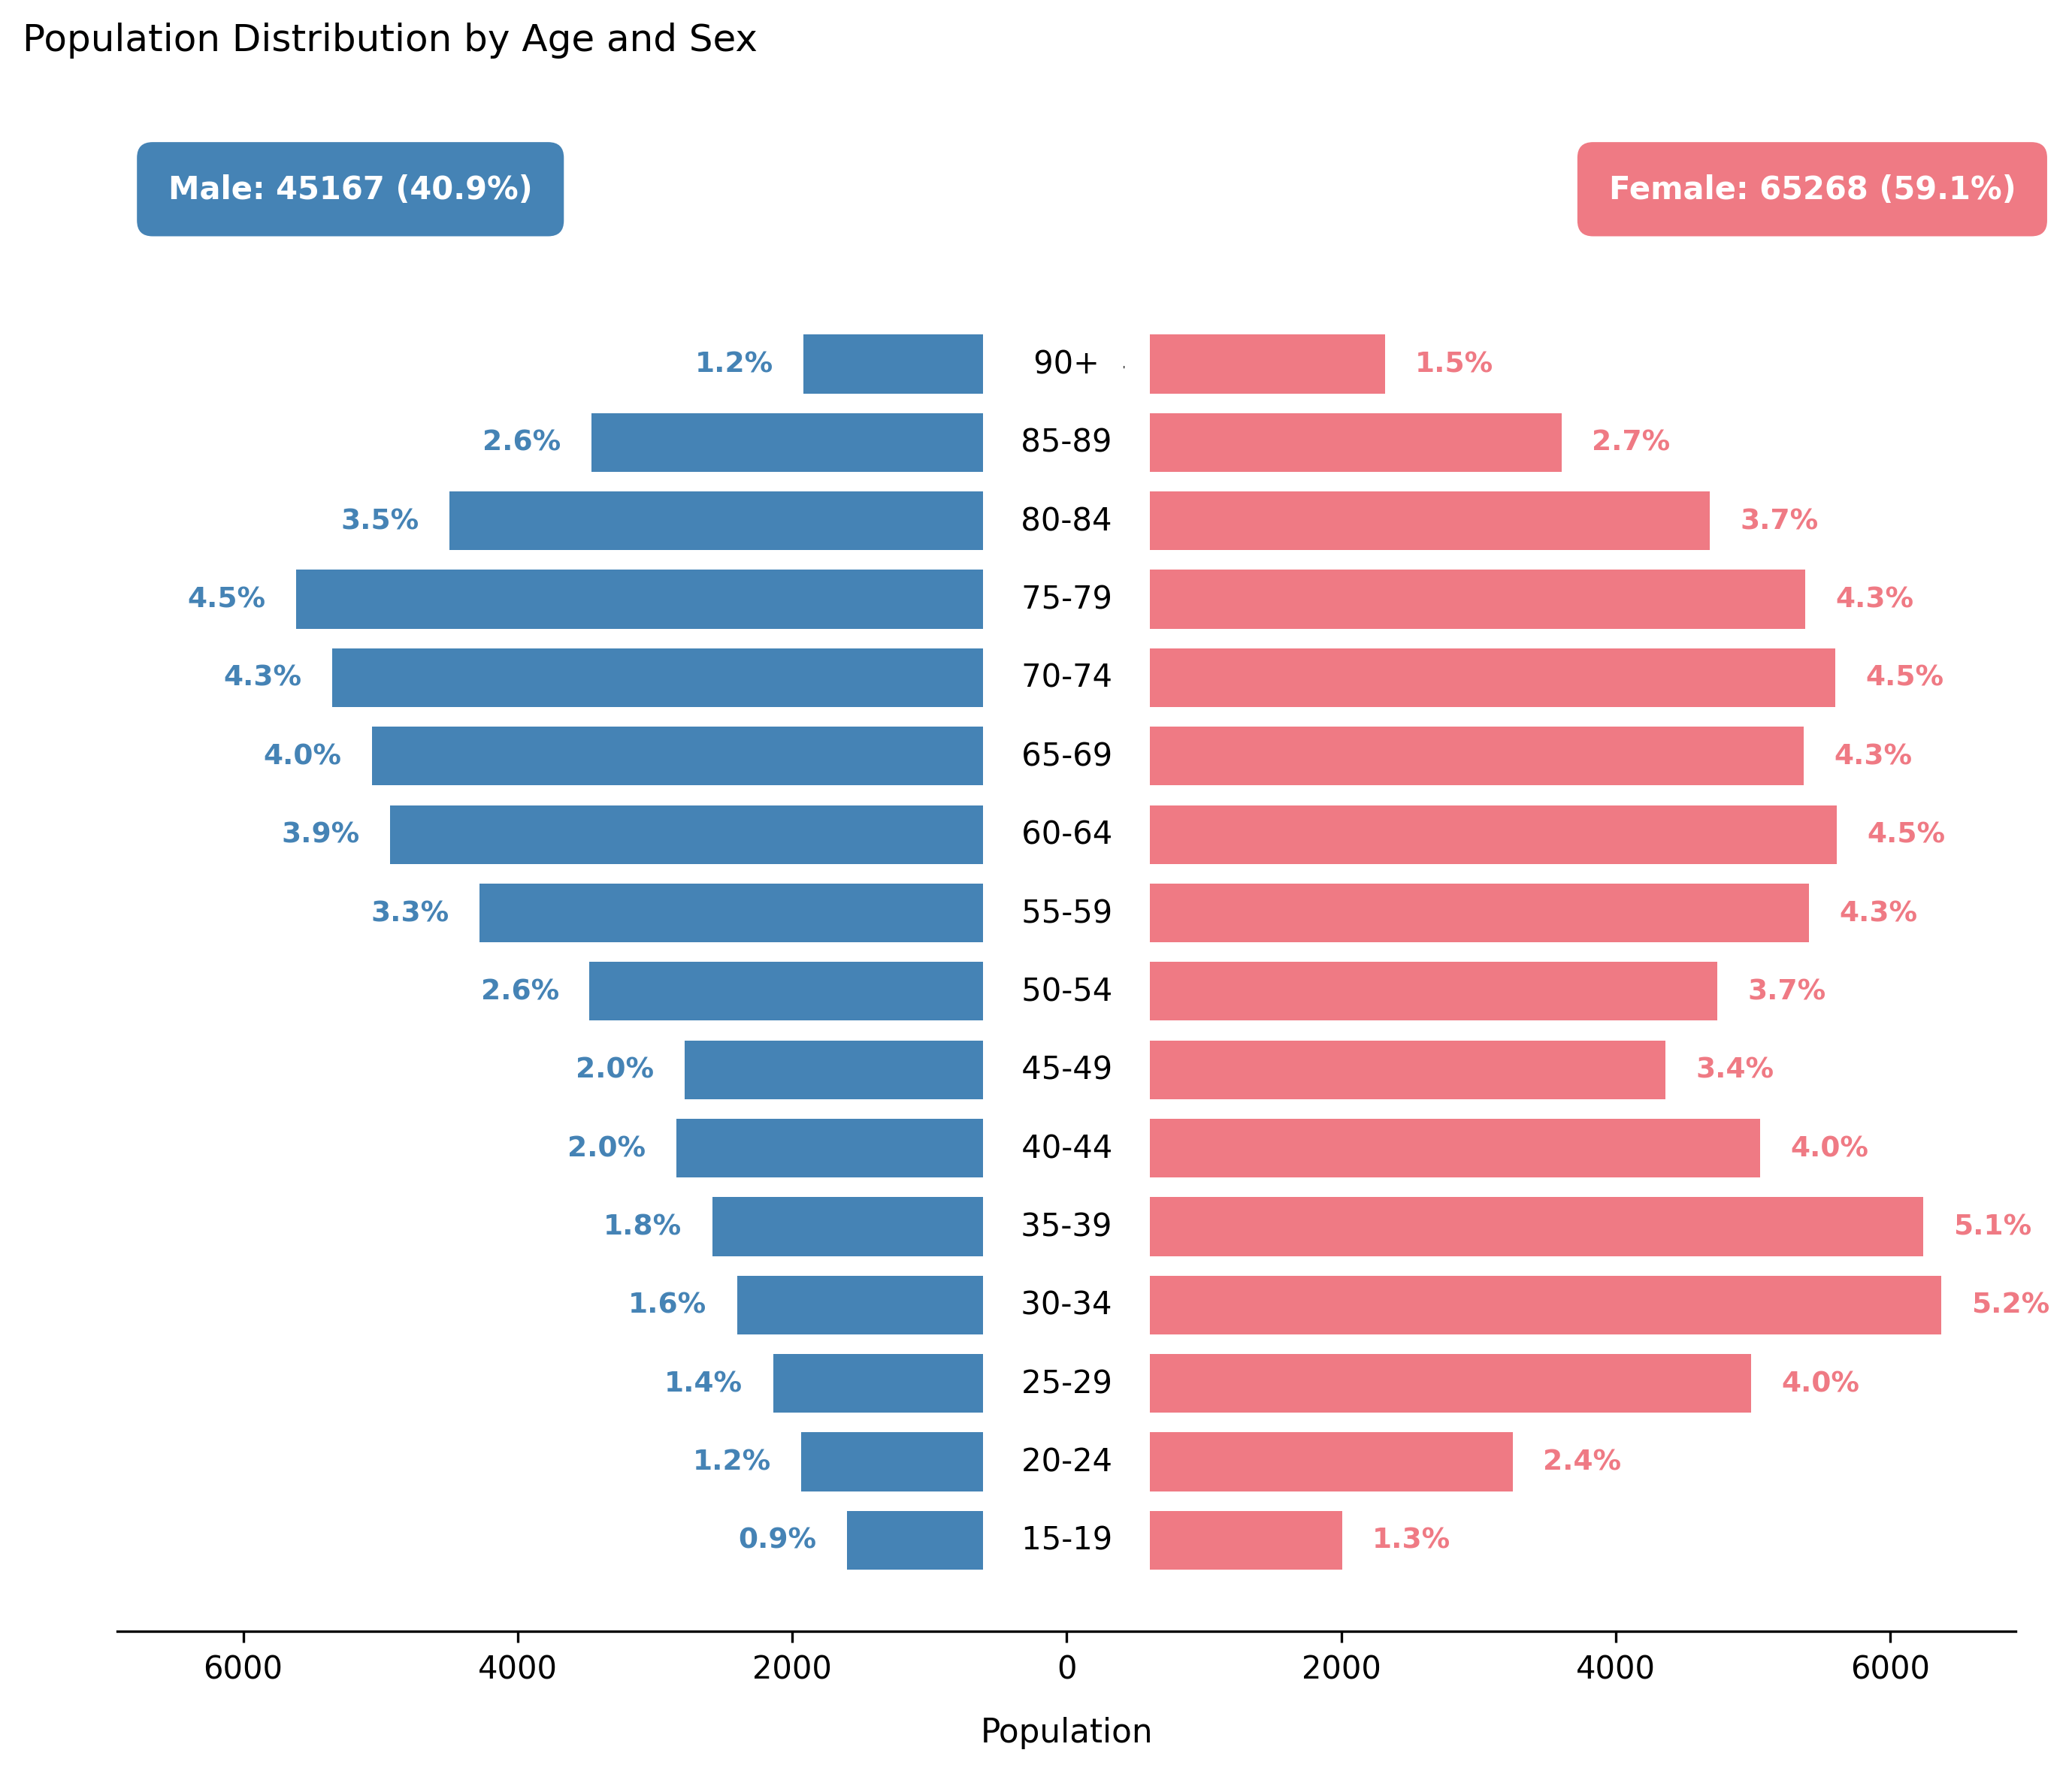 Population Distribution by Age and Sex
Male: 45167 (40.9%)
Female: 65268 (59.1%)
1.2% 90+ 1.5%
2.6% 85-89 2.7%
3.5% 80-84 3.7%
4.5% 75-79 4.3%
4.3% 70-74 4.5%
4.0% 65-69 4.3%
3.9% 60-64 4.5%
3.3% 55-59 4.3%
2.6% 50-54 3.7%
2.0% 45-49 3.4%
2.0% 40-44 4.0%
1.8% 35-39 5.1%
1.6% 30-34 5.2%
1.4% 25-29 4.0%
1.2% 20-24 2.4%
0.9% 15-19 1.3%
6000 4000 2000 0 2000 4000 6000
Population